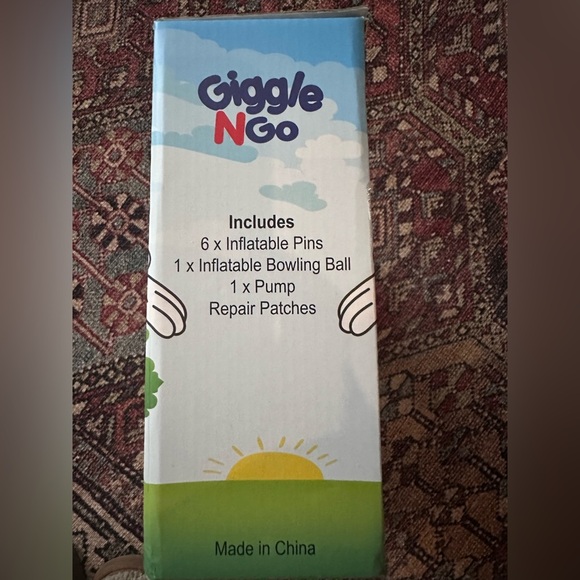 Giggle
NGo
Includes
6 x Inflatable Pins
1 x Inflatable Bowling Ball
1 x Pump
Repair Patches
Made in China